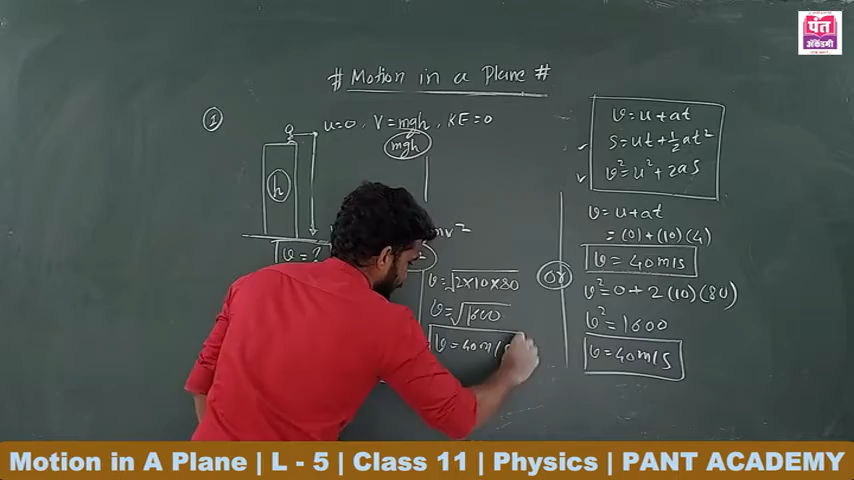 पंत
अ‍ॅकॅडमी
# Motion in a Plane #
①
u=0, V=mgh, KE=0
mgh
h
v=?
mv²
v=√2×10×80
v=√1600
v=40m/
OR
v=u+at
s=ut+½at²
v²=u²+2as
v=u+at
=(0)+(10)(4)
v=40m/s
v²=0+2(10)(80)
v²=1600
v=40m/s
Motion in A Plane | L - 5 | Class 11 | Physics | PANT ACADEMY